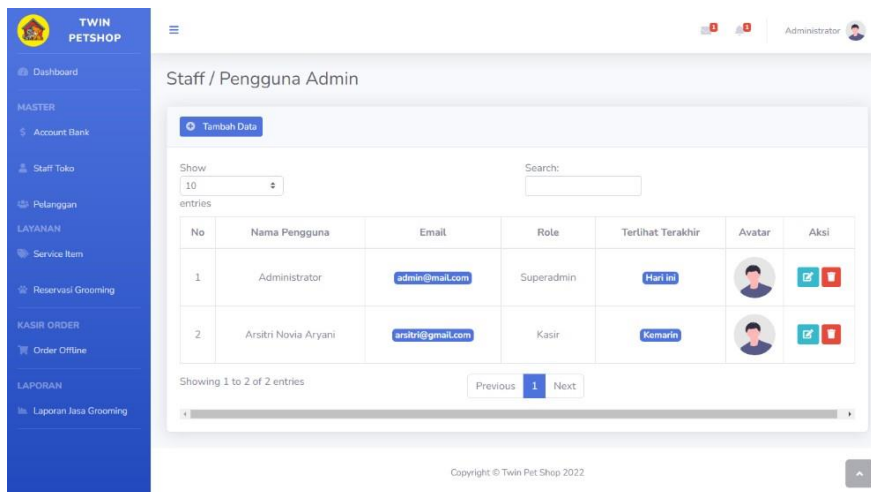 TWIN
PETSHOP
1
1
Administrator
Dashboard
Staff / Pengguna Admin
MASTER
Account Bank
Staff Toko
Pelanggan
LAYANAN
Service Item
Reservasi Grooming
KASIR ORDER
Order Offline
LAPORAN
Laporan Jasa Grooming
Tambah Data
Show
10
entries
Search:
No Nama Pengguna Email Role Terlihat Terakhir Avatar Aksi
1 Administrator admin@mail.com Superadmin Hari ini
2 Arsitri Novia Aryani arsitri@gmail.com Kasir Kemarin
Showing 1 to 2 of 2 entries
Previous 1 Next
Copyright © Twin Pet Shop 2022